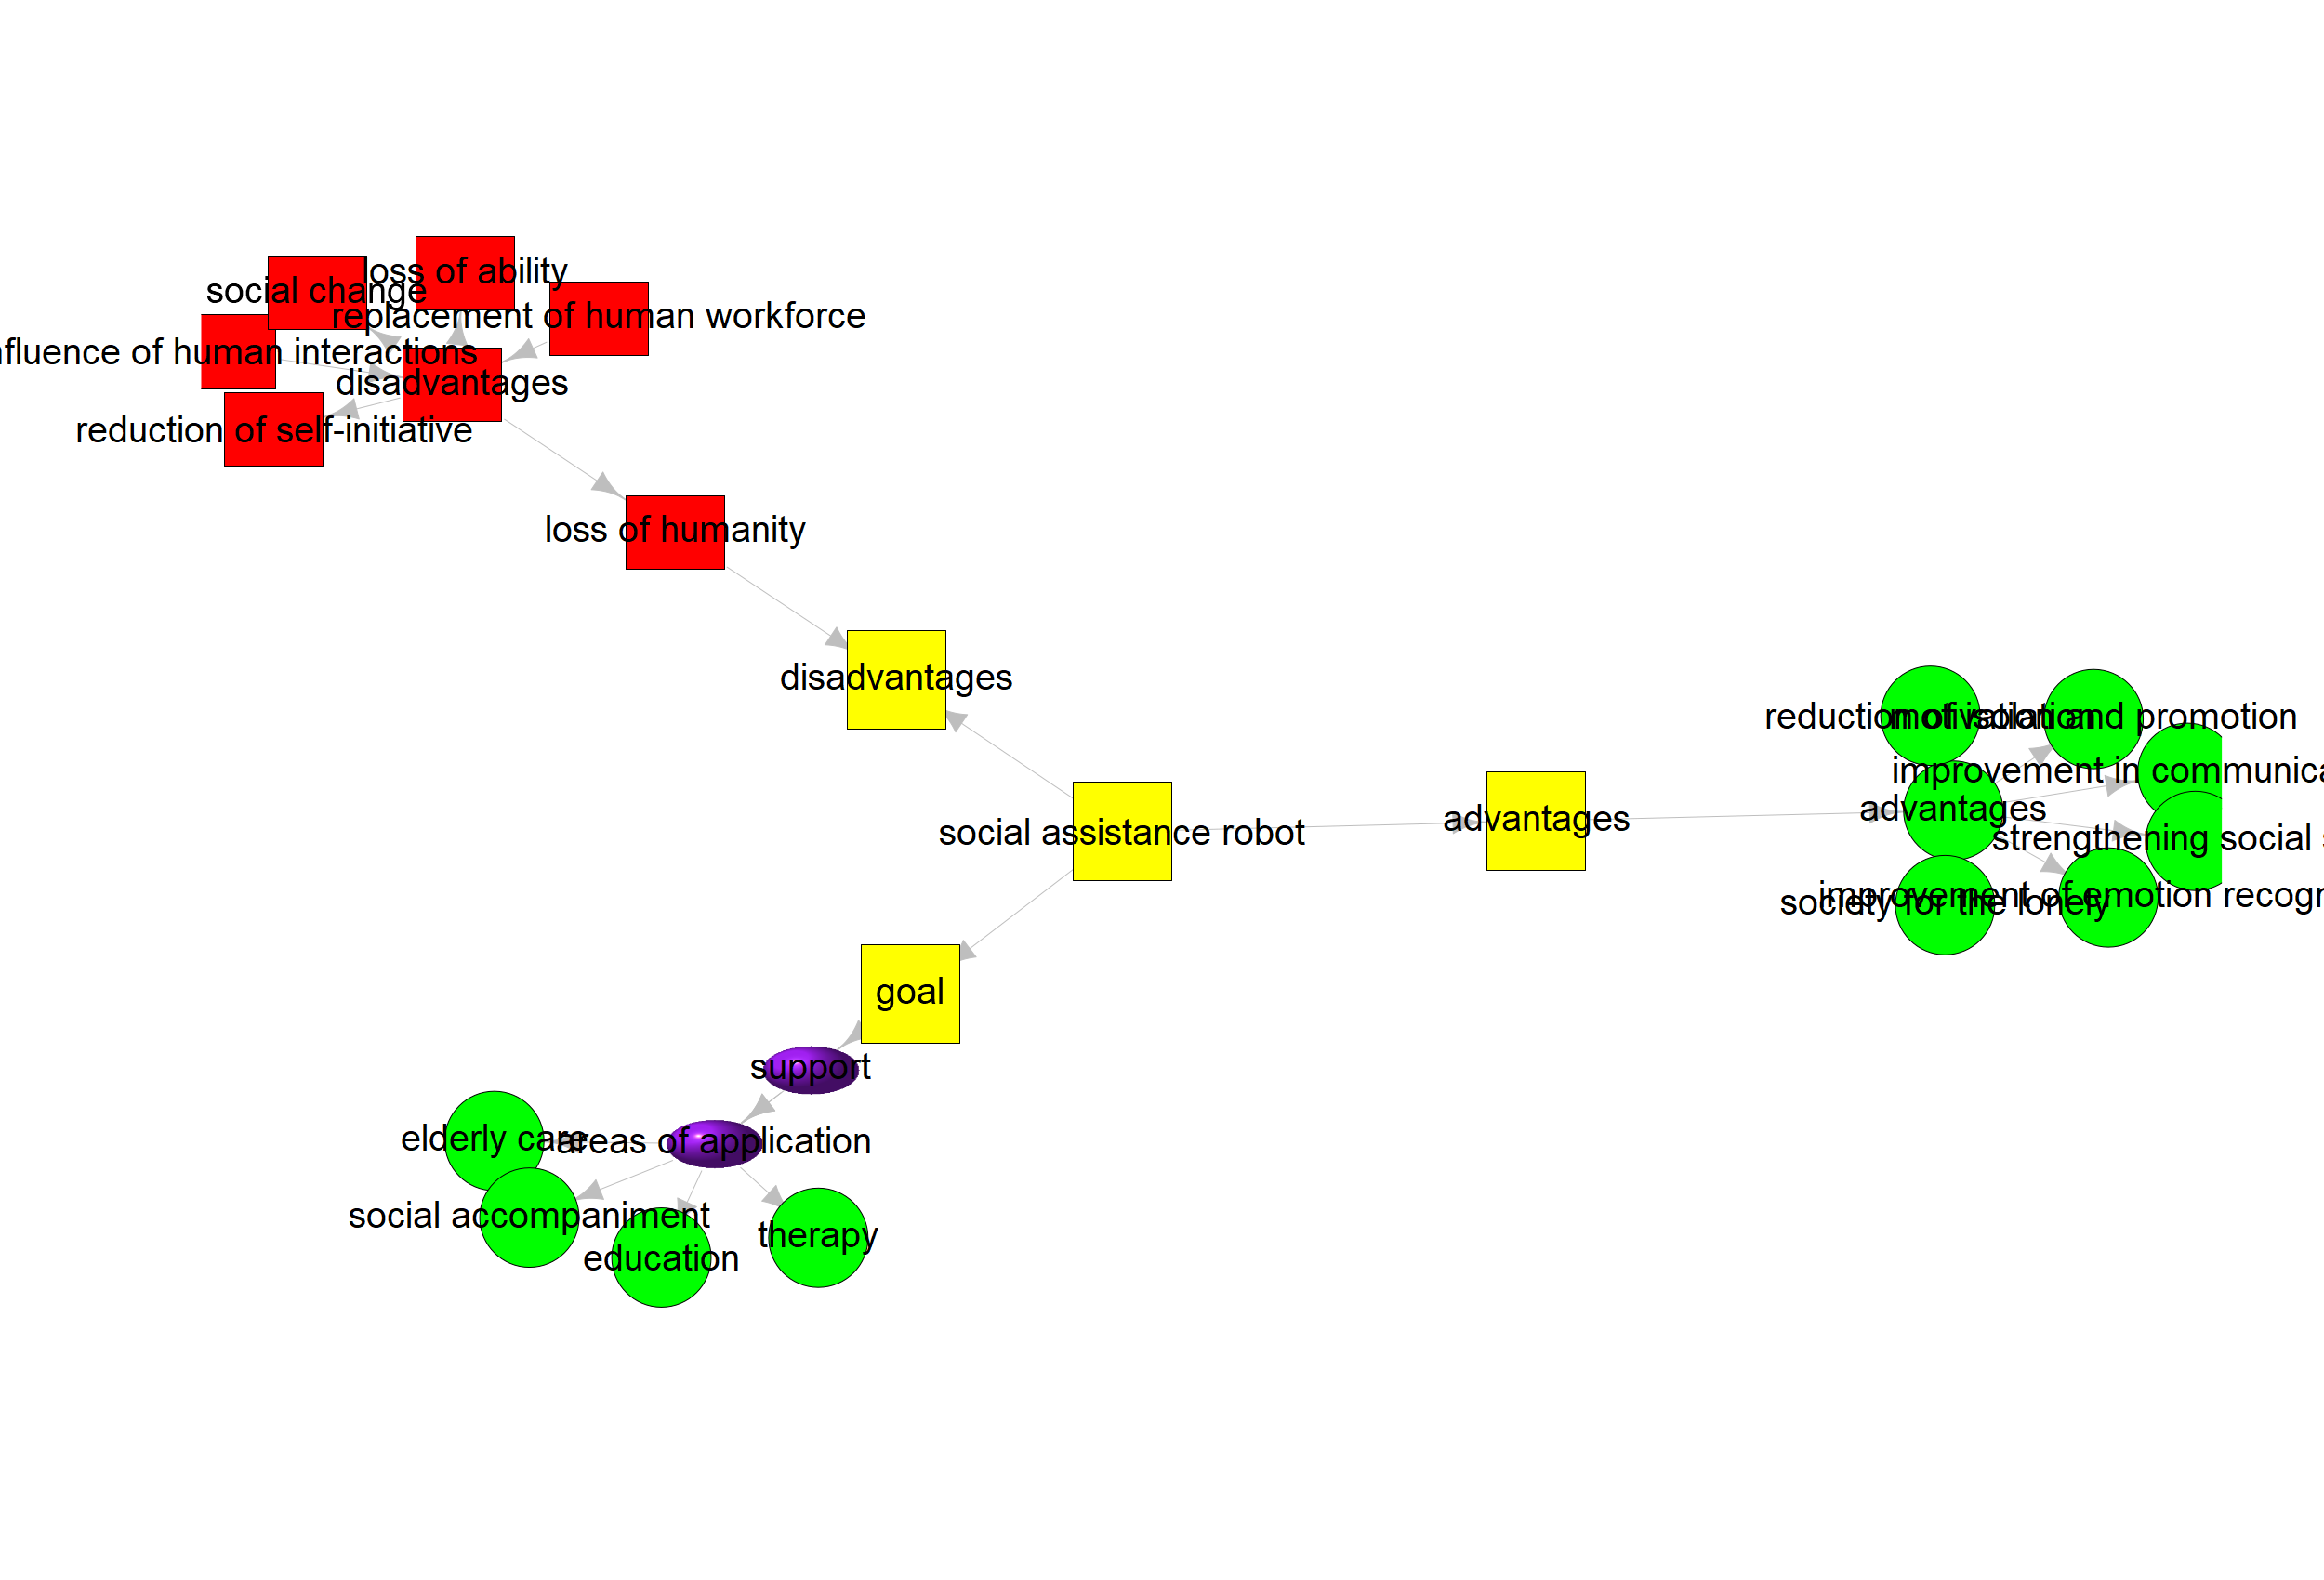 loss of ability
social change
replacement of human workforce
nfluence of human interactions
disadvantages
reduction of self-initiative
loss of humanity
disadvantages
reduction of isolation
motivation and promotion
improvement in communica
advantages
advantages
social assistance robot
strengthening social s
improvement of emotion recogn
society for the lonely
goal
support
elderly care
areas of application
social accompaniment
therapy
education